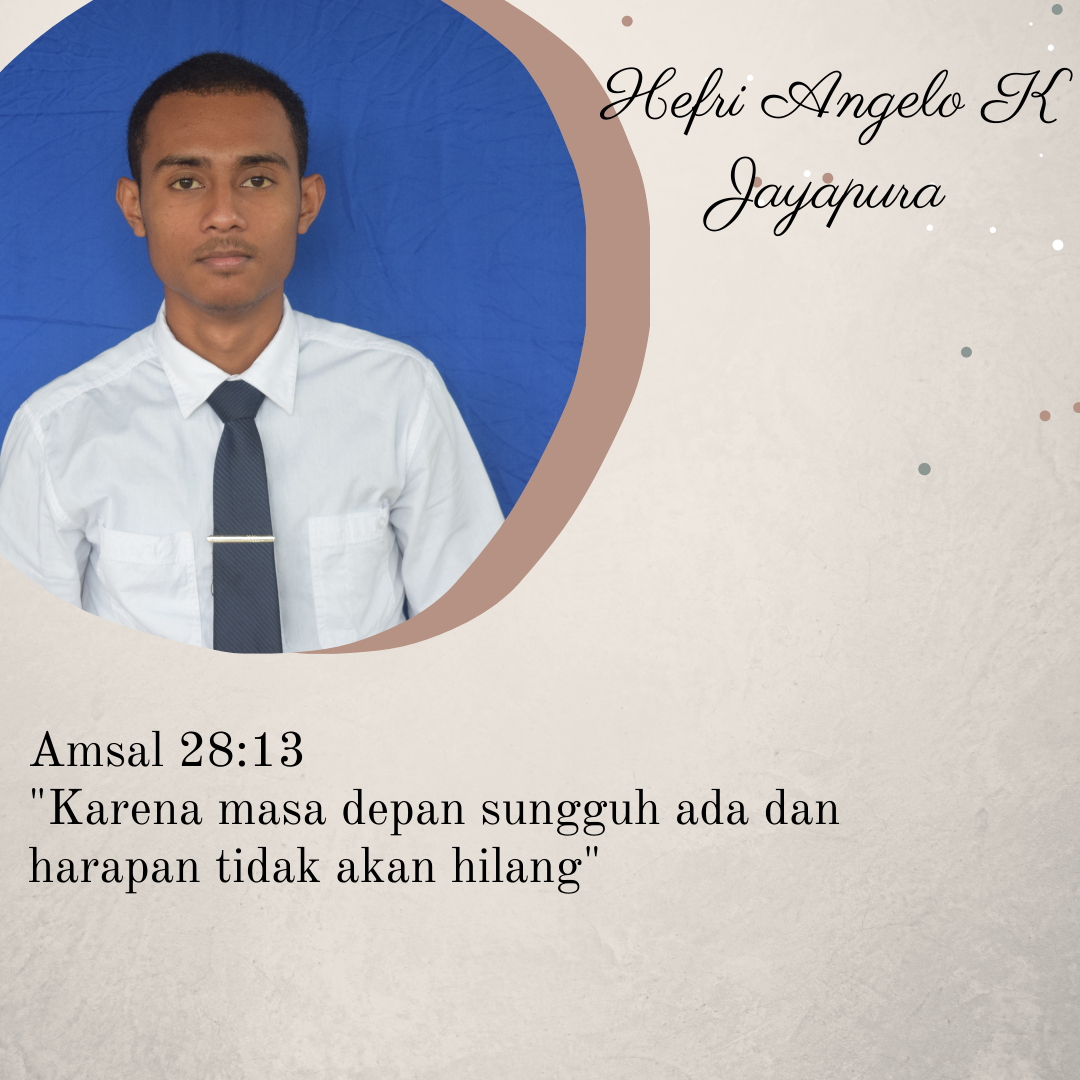 Hefri Angelo K
Jayapura
Amsal 28:13
"Karena masa depan sungguh ada dan
harapan tidak akan hilang"